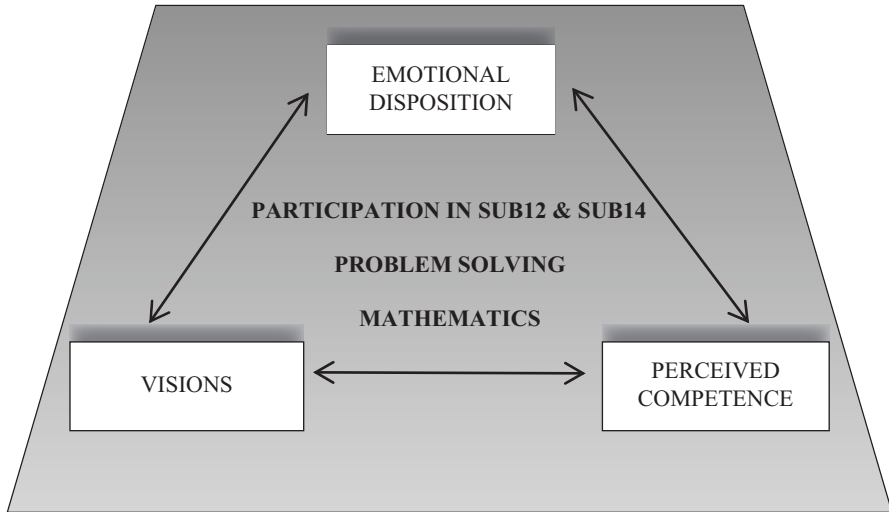 EMOTIONAL
DISPOSITION
PARTICIPATION IN SUB12 & SUB14
PROBLEM SOLVING
MATHEMATICS
VISIONS
PERCEIVED
COMPETENCE